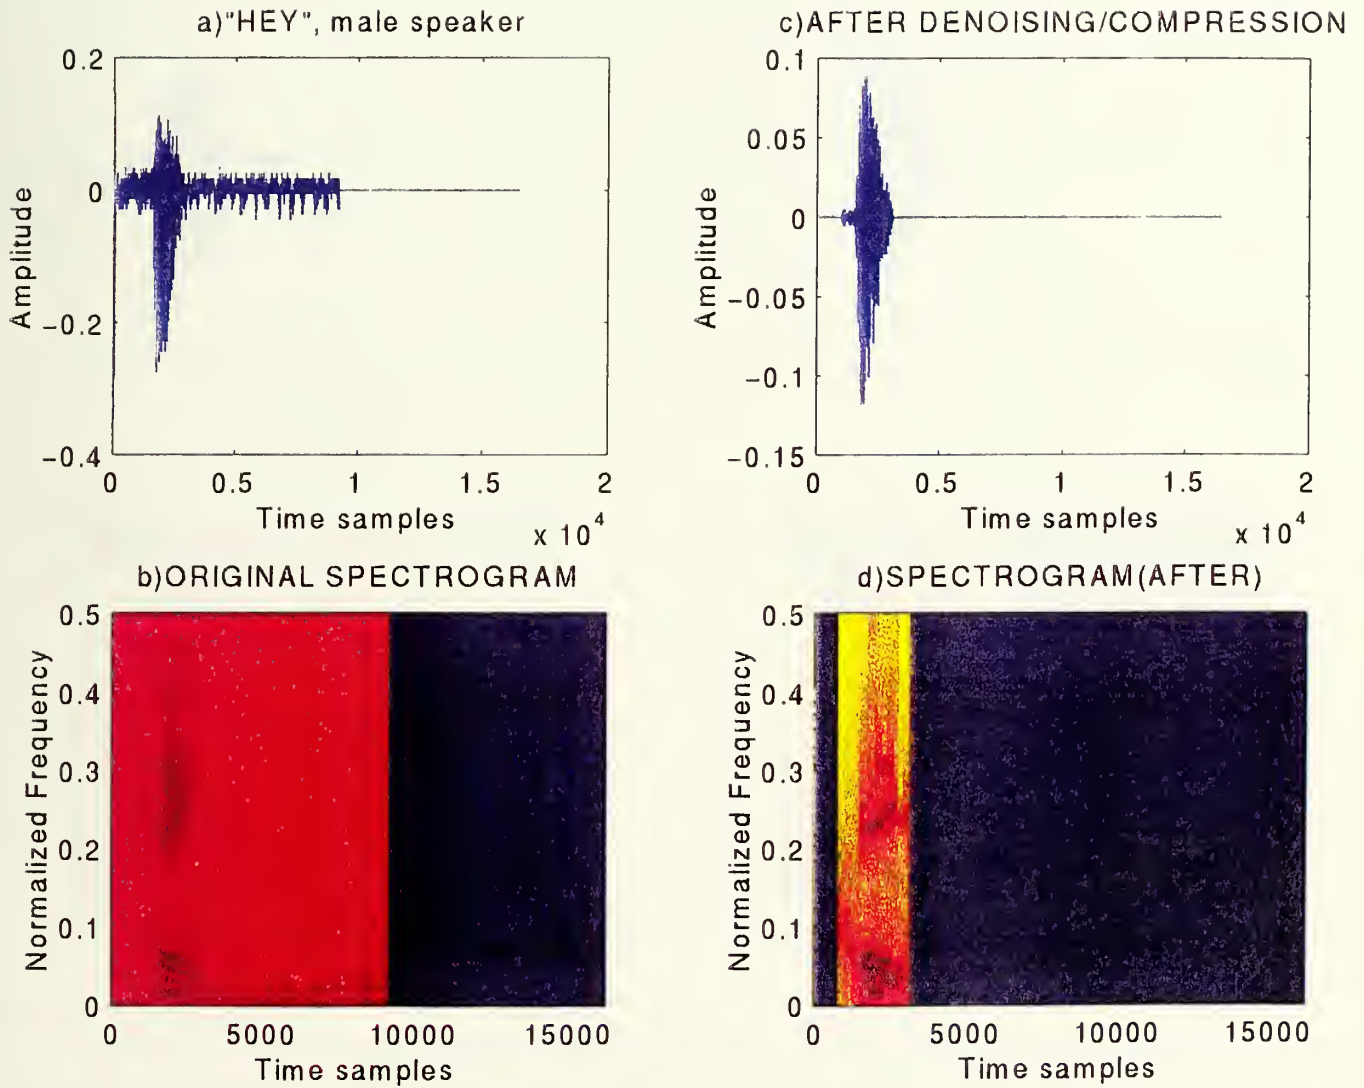 a)"HEY", male speaker
0.2
0
−0.2
−0.4
Amplitude
0
0.5
1
1.5
2
Time samples
x 10⁴
c)AFTER DENOISING/COMPRESSION
0.1
0.05
0
−0.05
−0.1
−0.15
Amplitude
0
0.5
1
1.5
2
Time samples
x 10⁴
b)ORIGINAL SPECTROGRAM
0.5
0.4
0.3
0.2
0.1
0
Normalized Frequency
0
5000
10000
15000
Time samples
d)SPECTROGRAM(AFTER)
0.5
0.4
0.3
0.2
0.1
0
Normalized Frequency
0
5000
10000
15000
Time samples